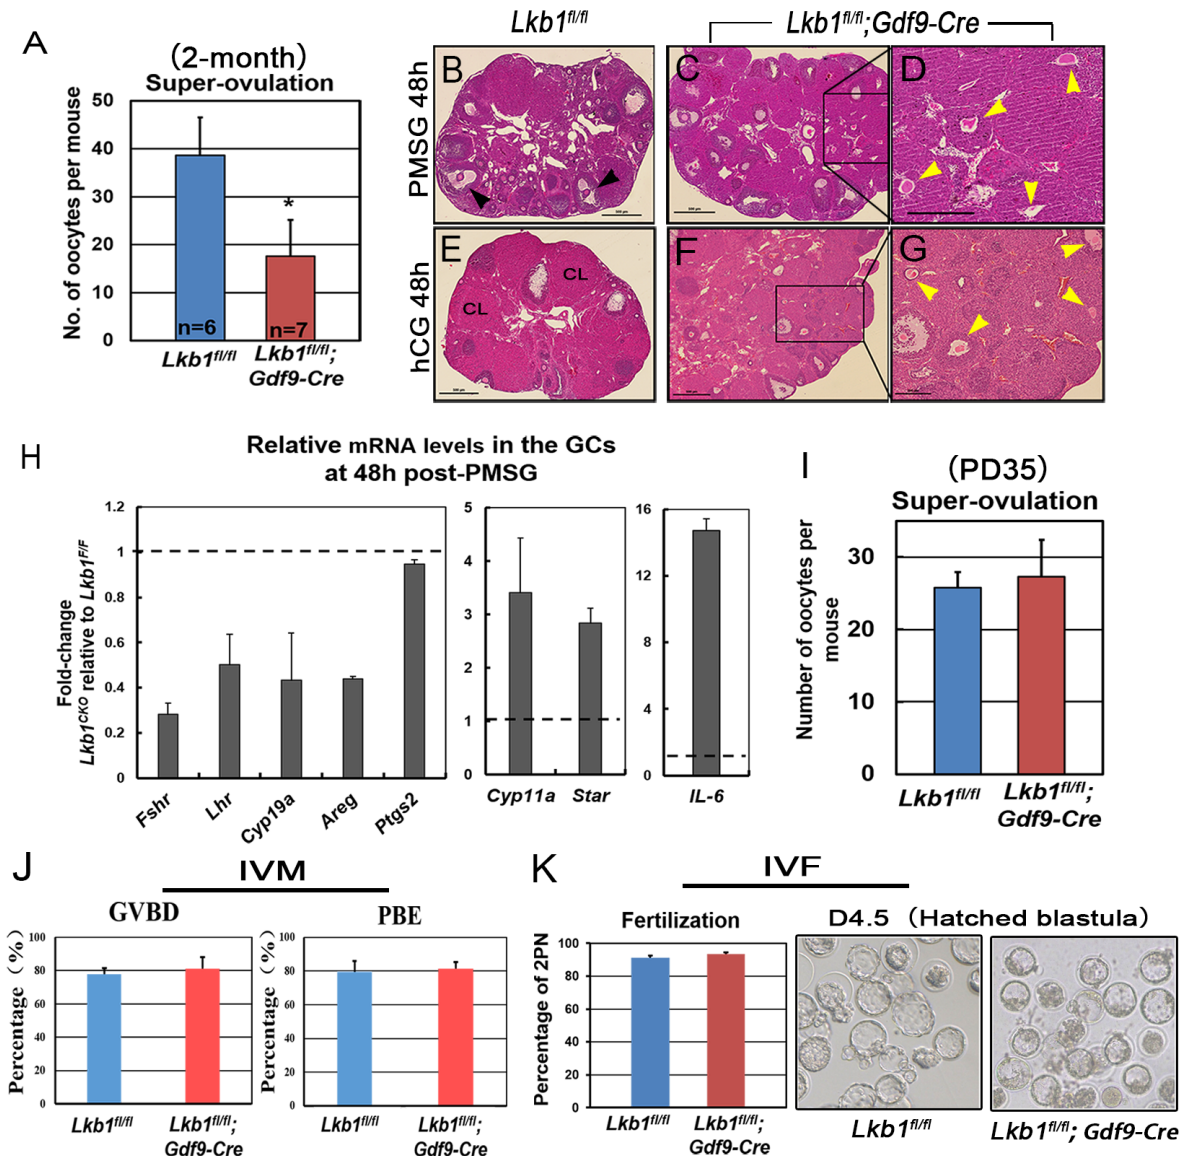 A
(2-month)
Super-ovulation
No. of oocytes per mouse
50
40
30
20
10
0
*
n=6
n=7
Lkb1fl/fl
Lkb1fl/fl;
Gdf9-Cre
Lkb1fl/fl
Lkb1fl/fl;Gdf9-Cre
PMSG 48h
B
C
D
hCG 48h
E
CL
CL
F
G
H
Relative mRNA levels in the GCs
at 48h post-PMSG
Fold-change
Lkb1CKO relative to Lkb1F/F
1.2
1
0.8
0.6
0.4
0.2
0
Fshr
Lhr
Cyp19a
Areg
Ptgs2
5
4
3
2
1
0
Cyp11a
Star
16
12
8
4
0
IL-6
I
(PD35)
Super-ovulation
Number of oocytes per
mouse
30
20
10
0
Lkb1fl/fl
Lkb1fl/fl;
Gdf9-Cre
J
IVM
GVBD
Percentage (%)
100
80
60
40
20
0
Lkb1fl/fl
Lkb1fl/fl;
Gdf9-Cre
PBE
Percentage (%)
100
80
60
40
20
0
Lkb1fl/fl
Lkb1fl/fl;
Gdf9-Cre
K
IVF
Fertilization
Percentage of 2PN
100
80
60
40
20
0
Lkb1fl/fl
Lkb1fl/fl;
Gdf9-Cre
D4.5 (Hatched blastula)
Lkb1fl/fl
Lkb1fl/fl; Gdf9-Cre